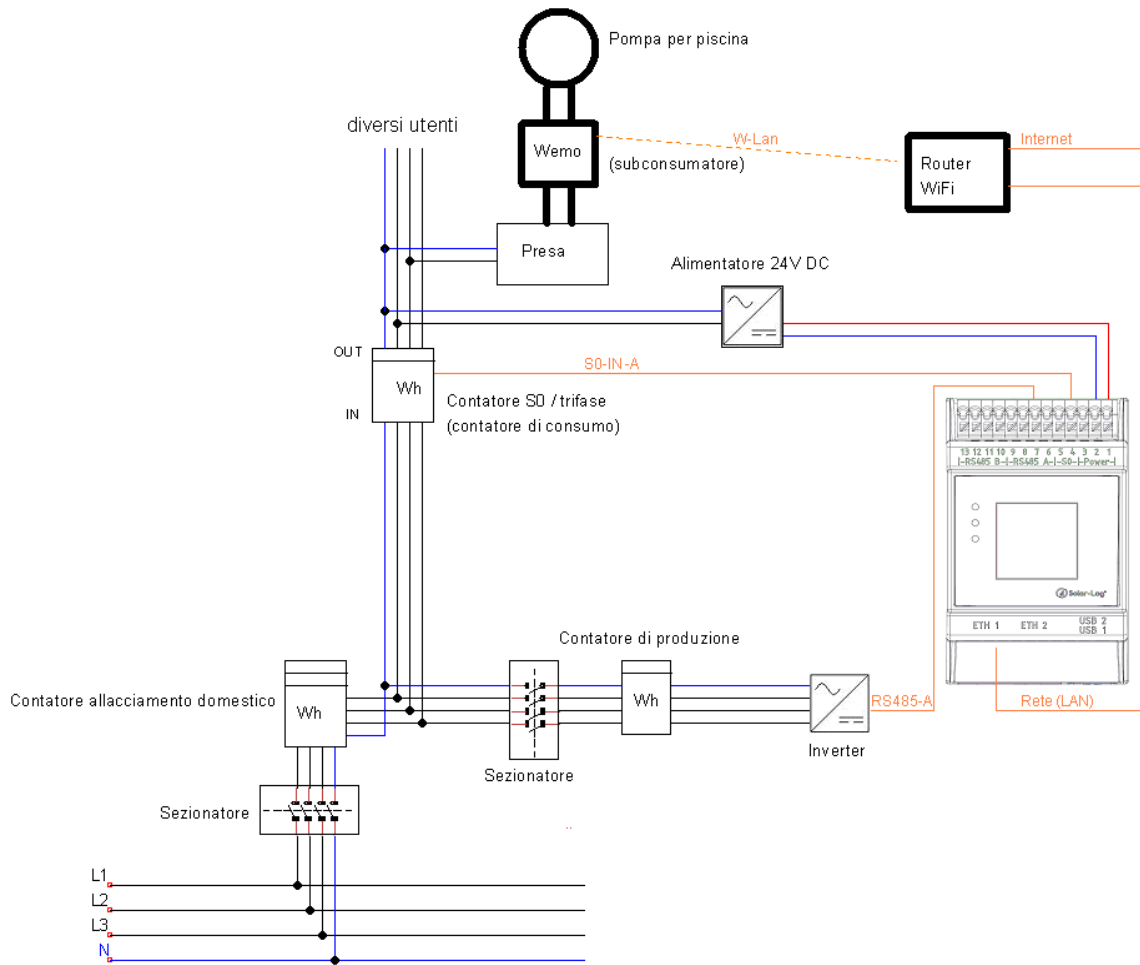 Pompa per piscina
diversi utenti
Wemo
(subconsumatore)
W-Lan
Router
WiFi
Internet
Presa
Alimentatore 24V DC
OUT
IN
Wh
S0-IN-A
Contatore S0 / trifase
(contatore di consumo)
13 12 11 10 9 8 7 6 5 4 3 2 1
|-RS485 B-|-RS485 A-|-S0-|-Power-|
Solar-Log®
ETH 1 ETH 2 USB 2
USB 1
Contatore di produzione
Contatore allacciamento domestico
Wh
Wh
RS485-A
Rete (LAN)
Inverter
Sezionatore
Sezionatore
L1
L2
L3
N